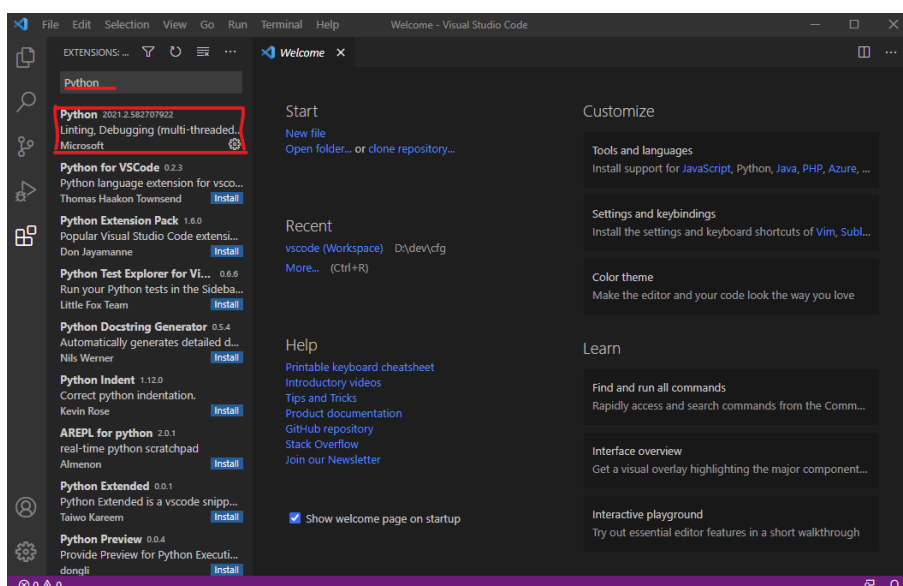 File Edit Selection View Go Run Terminal Help Welcome - Visual Studio Code
EXTENSIONS: ...
Welcome
Python
Python 2021.2.582707922
Linting, Debugging (multi-threaded...
Microsoft
Python for VSCode 0.2.3
Python language extension for vsco...
Thomas Haakon Townsend Install
Python Extension Pack 1.6.0
Popular Visual Studio Code extensi...
Don Jayamanne Install
Python Test Explorer for Vi... 0.6.6
Run your Python tests in the Sideba...
Little Fox Team Install
Python Docstring Generator 0.5.4
Automatically generates detailed d...
Nils Werner Install
Python Indent 1.12.0
Correct python indentation.
Kevin Rose Install
AREPL for python 2.0.1
real-time python scratchpad
Almenon Install
Python Extended 0.0.1
Python Extended is a vscode snipp...
Taiwo Kareem Install
Python Preview 0.0.4
Provide Preview for Python Executi...
dongli Install
Start
New file
Open folder... or clone repository...
Recent
vscode (Workspace) D:\dev\cfg
More... (Ctrl+R)
Help
Printable keyboard cheatsheet
Introductory videos
Tips and Tricks
Product documentation
GitHub repository
Stack Overflow
Join our Newsletter
Show welcome page on startup
Customize
Tools and languages
Install support for JavaScript, Python, Java, PHP, Azure, ...
Settings and keybindings
Install the settings and keyboard shortcuts of Vim, Subl...
Color theme
Make the editor and your code look the way you love
Learn
Find and run all commands
Rapidly access and search commands from the Comm...
Interface overview
Get a visual overlay highlighting the major component...
Interactive playground
Try out essential editor features in a short walkthrough
0 0